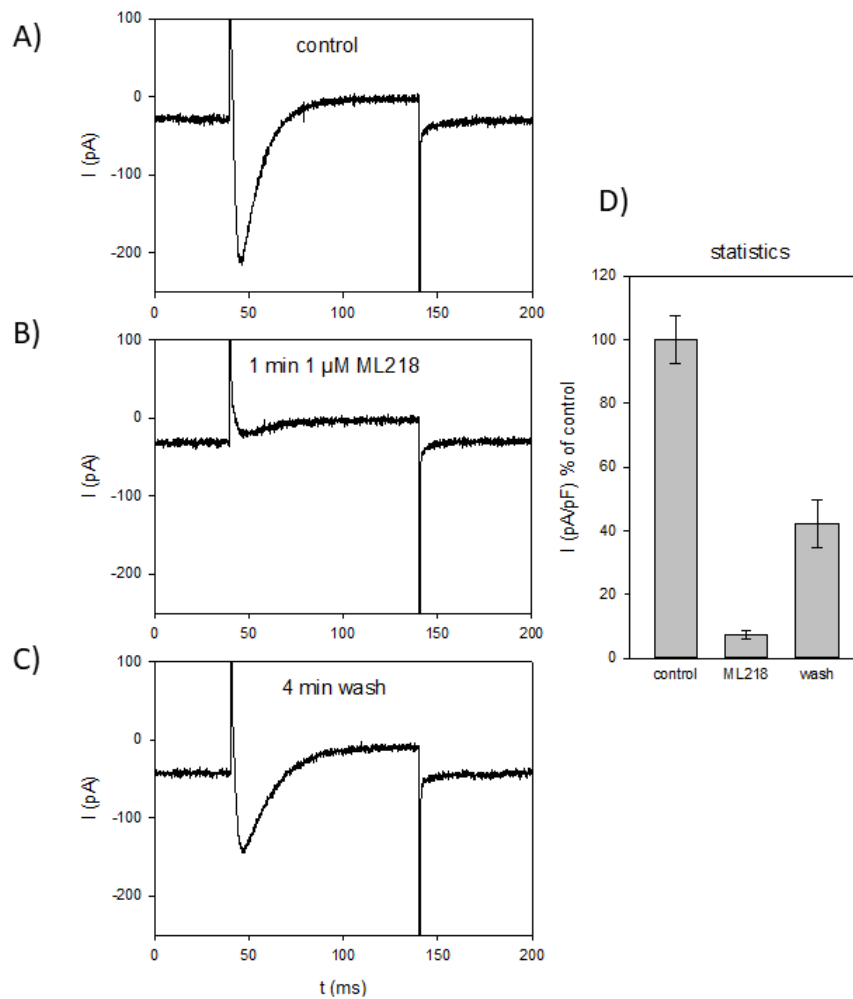 A)
control
100
0
-100
-200
I (pA)
0 50 100 150 200
B)
1 min 1 µM ML218
100
0
-100
-200
I (pA)
0 50 100 150 200
C)
4 min wash
100
0
-100
-200
I (pA)
0 50 100 150 200
t (ms)
D)
statistics
120
100
80
60
40
20
0
I (pA/pF) % of control
control ML218 wash